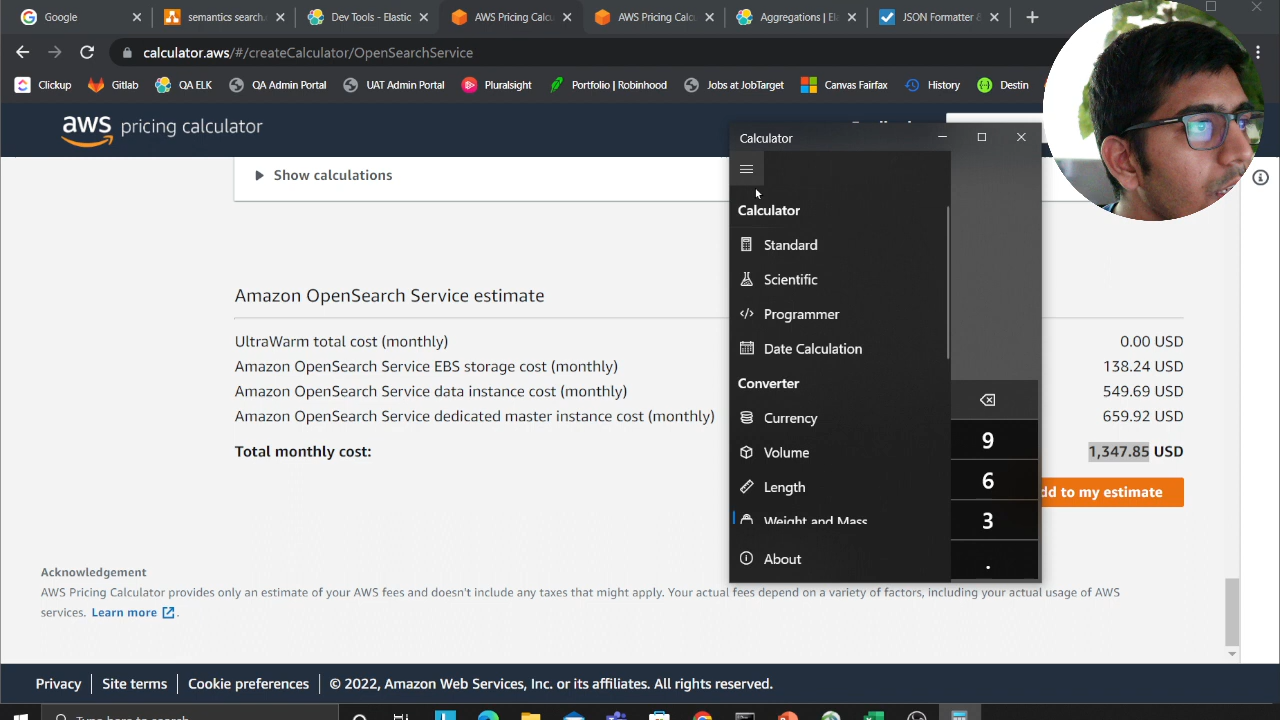 Google
semantics search.
Dev Tools - Elastic
AWS Pricing Calcu
AWS Pricing Calc
Aggregations | Ela
JSON Formatter &
calculator.aws/#/createCalculator/OpenSearchService
Clickup
Gitlab
QA ELK
QA Admin Portal
UAT Admin Portal
Pluralsight
Portfolio | Robinhood
Jobs at JobTarget
Canvas Fairfax
History
Destin
aws pricing calculator
Show calculations
Amazon OpenSearch Service estimate
UltraWarm total cost (monthly)
0.00 USD
Amazon OpenSearch Service EBS storage cost (monthly)
138.24 USD
Amazon OpenSearch Service data instance cost (monthly)
549.69 USD
Amazon OpenSearch Service dedicated master instance cost (monthly)
659.92 USD
Total monthly cost:
1,347.85 USD
dd to my estimate
Calculator
Calculator
Standard
Scientific
Programmer
Date Calculation
Converter
Currency
Volume
Length
Weight and Mass
About
9
6
3
.
Acknowledgement
AWS Pricing Calculator provides only an estimate of your AWS fees and doesn't include any taxes that might apply. Your actual fees depend on a variety of factors, including your actual usage of AWS
services. Learn more .
Privacy
Site terms
Cookie preferences
© 2022, Amazon Web Services, Inc. or its affiliates. All rights reserved.
Type here to search